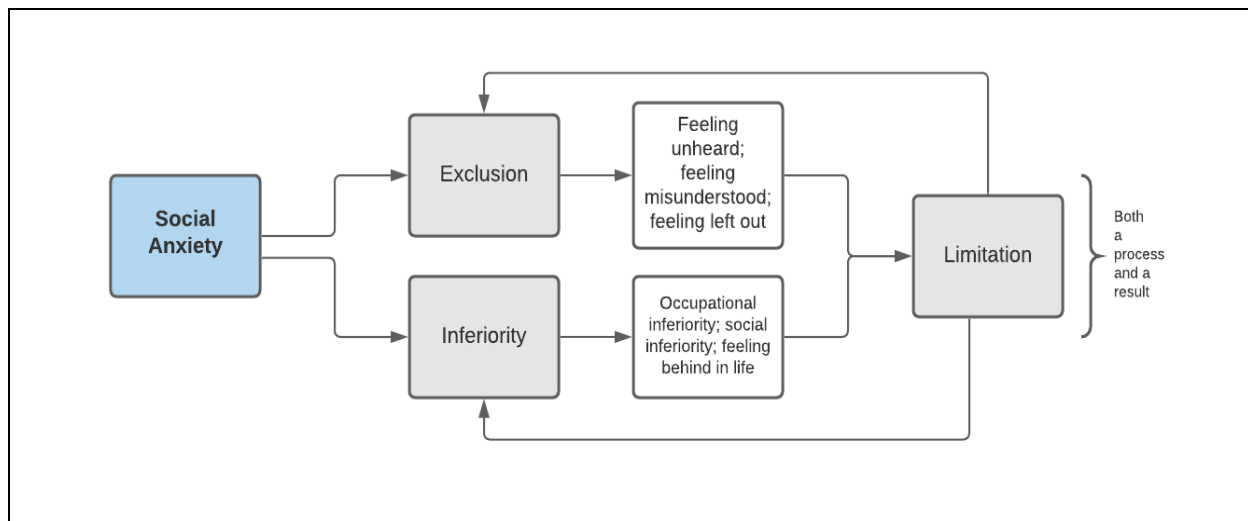 Social
Anxiety
Exclusion
Feeling
unheard;
feeling
misunderstood;
feeling left out
Inferiority
Occupational
inferiority; social
inferiority; feeling
behind in life
Limitation
Both
a
process
and a
result